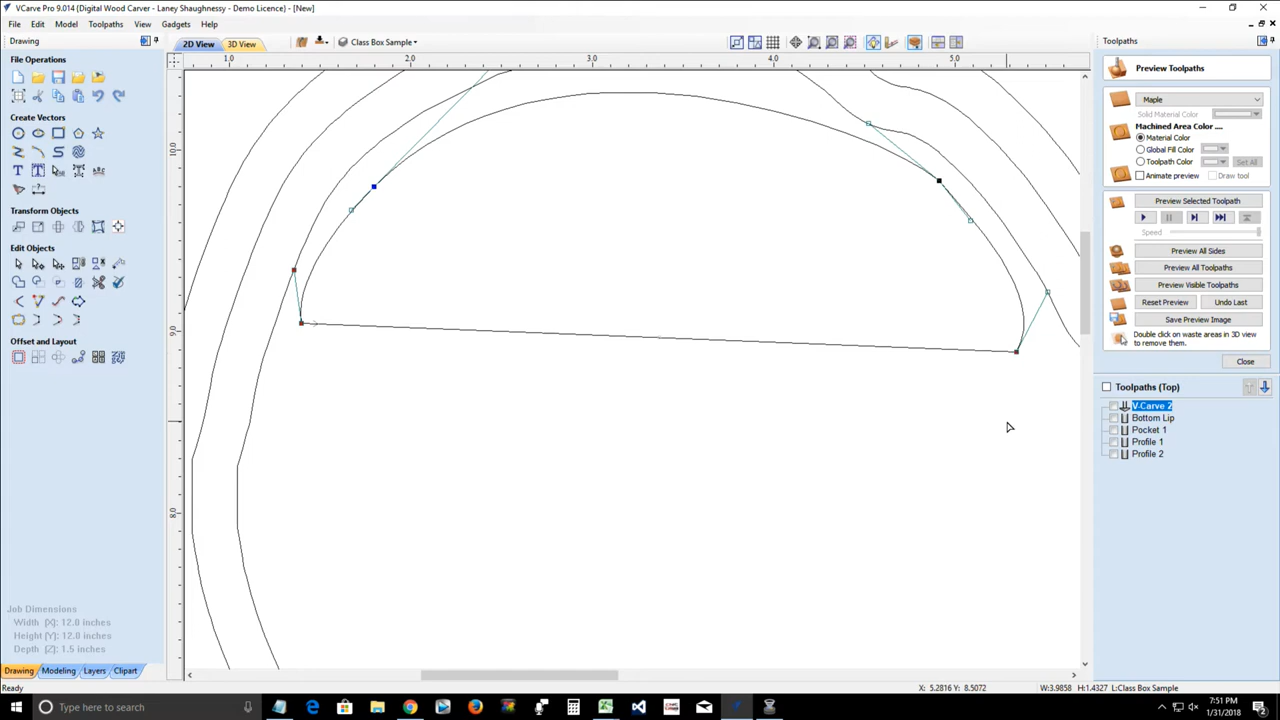 VCarve Pro 9.014 {Digital Wood Carver - Laney Shaughnessy - Demo Licence} - [New]
File Edit Model Toolpaths View Gadgets Help
Drawing
2D View 3D View
Class Box Sample
Toolpaths
File Operations
Create Vectors
Transform Objects
Edit Objects
Offset and Layout
1.0 2.0 3.0 4.0 5.0
10.0
9.0
8.0
Preview Toolpaths
Maple
Solid Material Color
Machined Area Color ....
Material Color
Global Fill Color
Toolpath Color Set All
Animate preview Draw tool
Preview Selected Toolpath
Speed
Preview All Sides
Preview All Toolpaths
Preview Visible Toolpaths
Reset Preview Undo Last
Save Preview Image
Double click on waste areas in 3D view
to remove them.
Close
Toolpaths (Top)
V-Carve 2
Bottom Lip
Pocket 1
Profile 1
Profile 2
Job Dimensions
Width (X): 12.0 inches
Height (Y): 12.0 inches
Depth (Z): 1.5 inches
Drawing Modeling Layers Clipart
Ready
X: 5.2816 Y: 8.5072
W:3.9858 H:1.4327 L:Class Box Sample
Type here to search
7:51 PM
1/31/2018